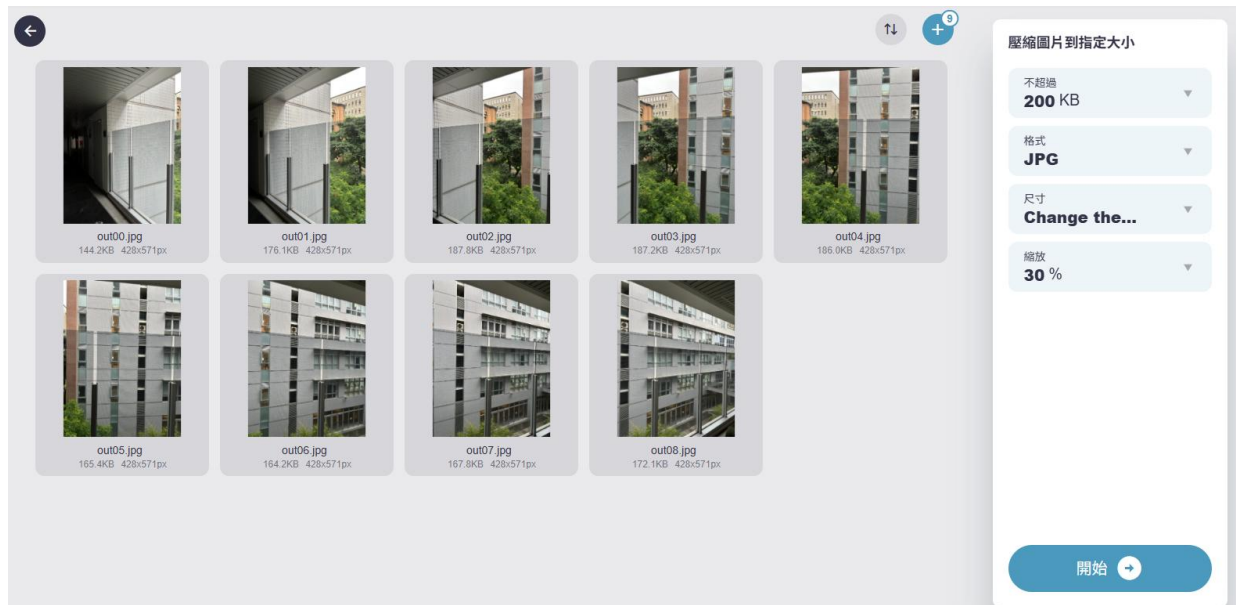 9
壓縮圖片到指定大小
不超過
200 KB
格式
JPG
尺寸
Change the...
縮放
30 %
out00.jpg
144.2KB 428x571px
out01.jpg
176.1KB 428x571px
out02.jpg
187.8KB 428x571px
out03.jpg
187.2KB 428x571px
out04.jpg
186.0KB 428x571px
out05.jpg
165.4KB 428x571px
out06.jpg
164.2KB 428x571px
out07.jpg
167.8KB 428x571px
out08.jpg
172.1KB 428x571px
開始